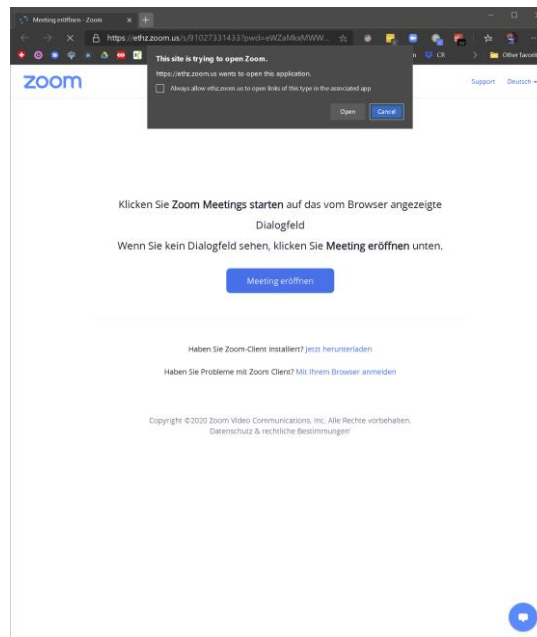 Meeting eröffnen - Zoom
https://ethz.zoom.us/s/91027331433?pwd=eWZaMkxMWW...
CR
Other favorit
This site is trying to open Zoom.
https://ethz.zoom.us wants to open this application.
Always allow ethz.zoom.us to open links of this type in the associated app
Open Cancel
zoom
Support Deutsch
Klicken Sie Zoom Meetings starten auf das vom Browser angezeigte
Dialogfeld
Wenn Sie kein Dialogfeld sehen, klicken Sie Meeting eröffnen unten.
Meeting eröffnen
Haben Sie Zoom-Client installiert? Jetzt herunterladen
Haben Sie Probleme mit Zoom Client? Mit Ihrem Browser anmelden
Copyright ©2020 Zoom Video Communications, Inc. Alle Rechte vorbehalten.
Datenschutz & rechtliche Bestimmungen